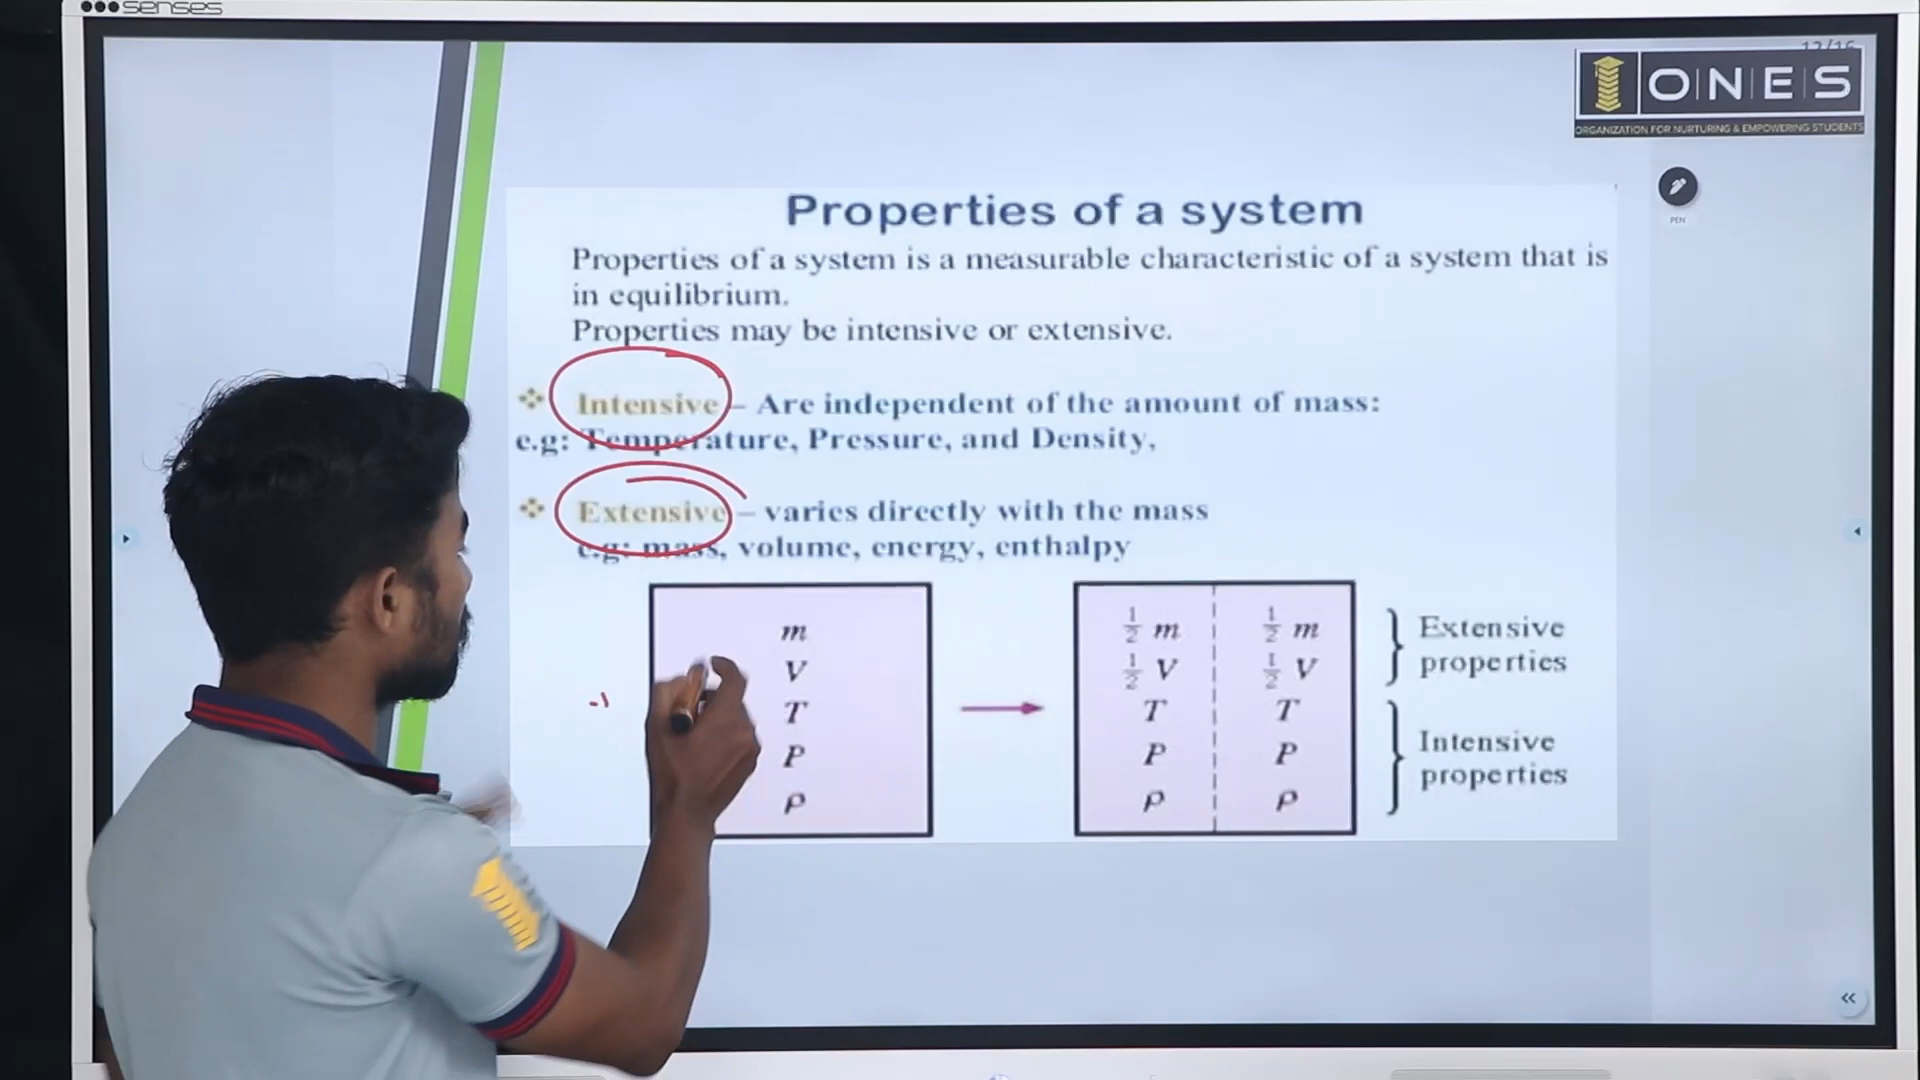 senses
ONES
ORGANIZATION FOR NURTURING & EMPOWERING STUDENTS
PEN
Properties of a system
Properties of a system is a measurable characteristic of a system that is
in equilibrium.
Properties may be intensive or extensive.
❖ Intensive – Are independent of the amount of mass:
e.g: Temperature, Pressure, and Density,
❖ Extensive – varies directly with the mass
e.g: mass, volume, energy, enthalpy
m
V
T
P
ρ
½ m ½ m
½ V ½ V
T T
P P
ρ ρ
Extensive
properties
Intensive
properties